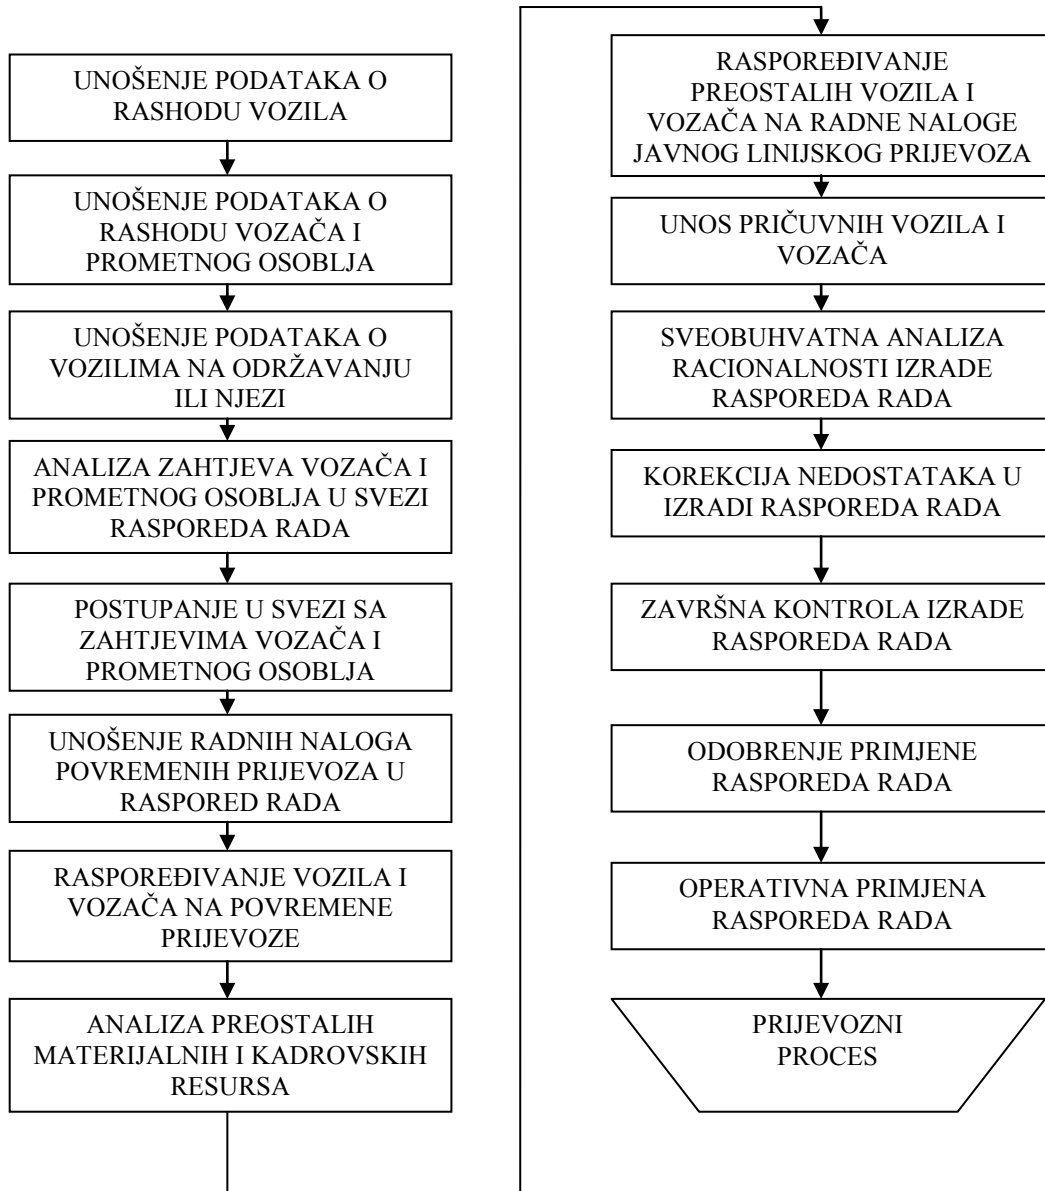 UNOŠENJE PODATAKA O
RASHODU VOZILA
UNOŠENJE PODATAKA O
RASHODU VOZAČA I
PROMETNOG OSOBLJA
UNOŠENJE PODATAKA O
VOZILIMA NA ODRŽAVANJU
ILI NJEZI
ANALIZA ZAHTJEVA VOZAČA I
PROMETNOG OSOBLJA U SVEZI
RASPOREDA RADA
POSTUPANJE U SVEZI SA
ZAHTJEVIMA VOZAČA I
PROMETNOG OSOBLJA
UNOŠENJE RADNIH NALOGA
POVREMENIH PRIJEVOZA U
RASPORED RADA
RASPOREĐIVANJE VOZILA I
VOZAČA NA POVREMENE
PRIJEVOZE
ANALIZA PREOSTALIH
MATERIJALNIH I KADROVSKIH
RESURSA
RASPOREĐIVANJE
PREOSTALIH VOZILA I
VOZAČA NA RADNE NALOGE
JAVNOG LINIJSKOG PRIJEVOZA
UNOS PRIČUVNIH VOZILA I
VOZAČA
SVEOBUHVATNA ANALIZA
RACIONALNOSTI IZRADE
RASPOREDA RADA
KOREKCIJA NEDOSTATAKA U
IZRADI RASPOREDA RADA
ZAVRŠNA KONTROLA IZRADE
RASPOREDA RADA
ODOBRENJE PRIMJENE
RASPOREDA RADA
OPERATIVNA PRIMJENA
RASPOREDA RADA
PRIJEVOZNI
PROCES